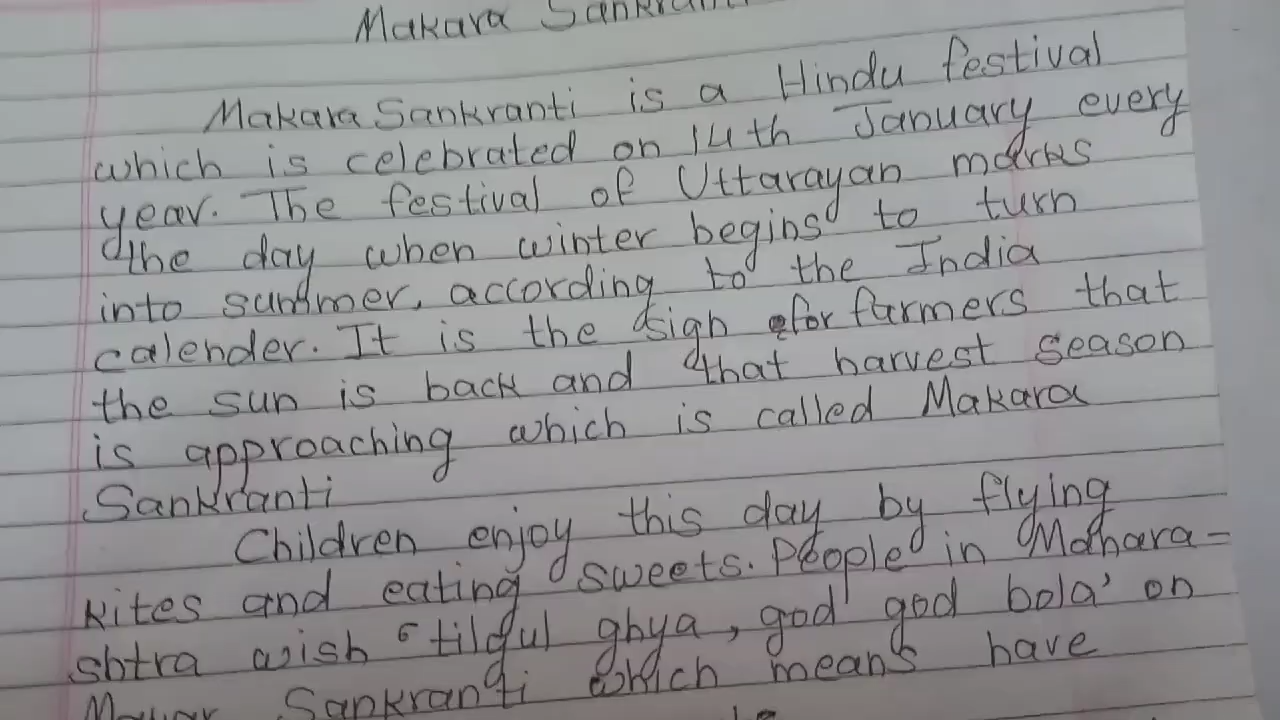 Makara Sankranti
Makara Sankranti is a Hindu festival
which is celebrated on 14th January every
year. The festival of Uttarayan marks
the day when winter begins to turn
into summer, according to the India
calender. It is the sign for farmers that
the sun is back and that harvest season
is approaching which is called Makara
Sankranti
Children enjoy this day by flying
kites and eating sweets. People in Mahara-
shtra wish 'tilgul ghya, god god bola' on
Sankranti which means have